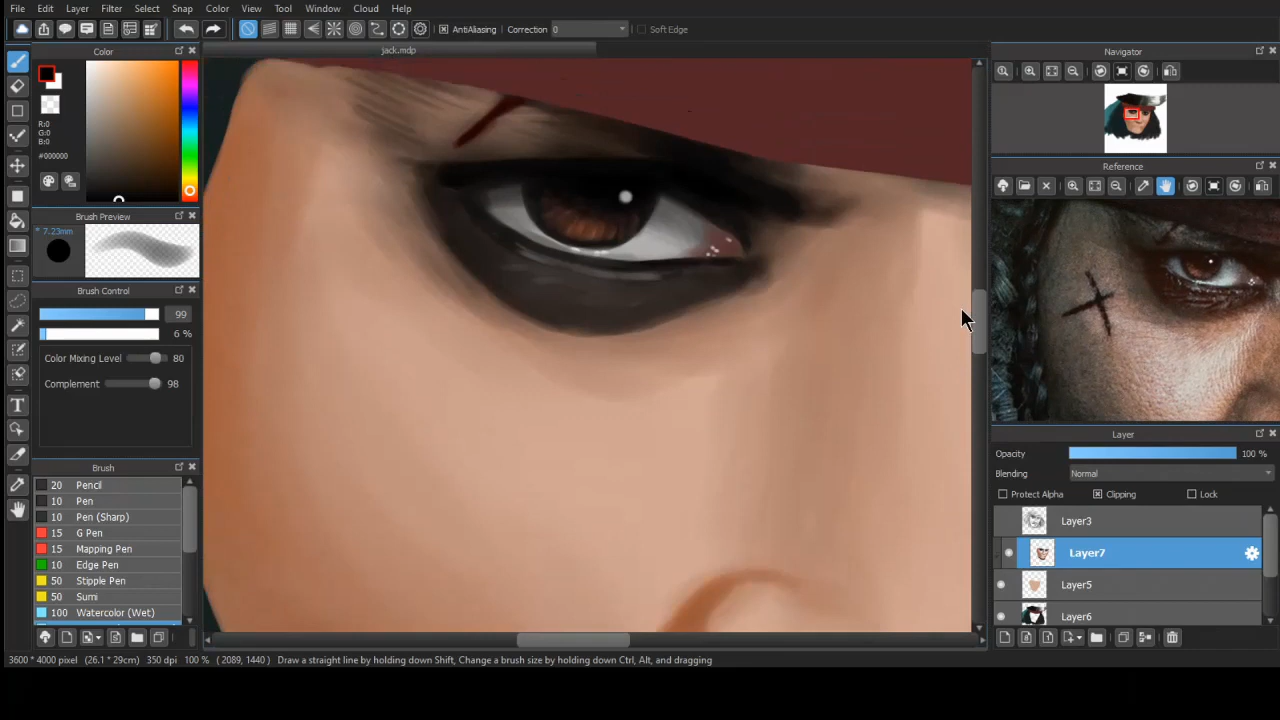 File Edit Layer Filter Select Snap Color View Tool Window Cloud Help
AntiAliasing Correction 0 Soft Edge
Color
jack.mdp
Navigator
R:0
G:0
B:0
#000000
Reference
Brush Preview
* 7.23mm
Brush Control
99
6 %
Color Mixing Level 80
Complement 98
Layer
Opacity 100 %
Blending Normal
Protect Alpha Clipping Lock
Layer3
Layer7
Layer5
Layer6
Brush
20 Pencil
10 Pen
10 Pen (Sharp)
15 G Pen
15 Mapping Pen
10 Edge Pen
50 Stipple Pen
50 Sumi
100 Watercolor (Wet)
3600 * 4000 pixel (26.1 * 29cm) 350 dpi 100 % ( 2089, 1440 ) Draw a straight line by holding down Shift, Change a brush size by holding down Ctrl, Alt, and dragging